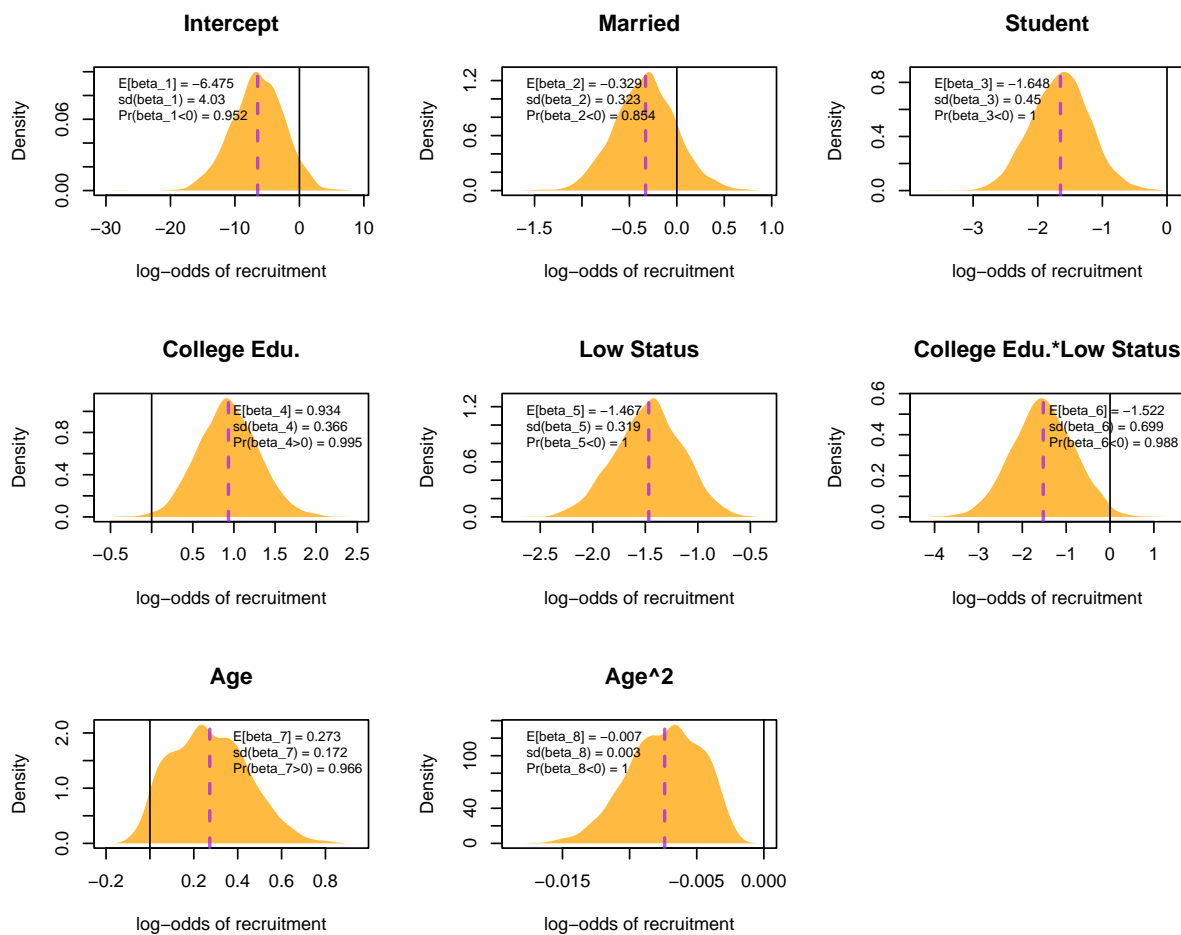 Intercept
E[beta_1] = −6.475
sd(beta_1) = 4.03
Pr(beta_1<0) = 0.952
Density
0.00
0.06
−30
−20
−10
0
10
log−odds of recruitment
Married
E[beta_2] = −0.329
sd(beta_2) = 0.323
Pr(beta_2<0) = 0.854
Density
0.0
0.6
1.2
−1.5
−0.5
0.0
0.5
1.0
log−odds of recruitment
Student
E[beta_3] = −1.648
sd(beta_3) = 0.45
Pr(beta_3<0) = 1
Density
0.0
0.4
0.8
−3
−2
−1
0
log−odds of recruitment
College Edu.
E[beta_4] = 0.934
sd(beta_4) = 0.366
Pr(beta_4>0) = 0.995
Density
0.0
0.4
0.8
−0.5
0.5
1.0
1.5
2.0
2.5
log−odds of recruitment
Low Status
E[beta_5] = −1.467
sd(beta_5) = 0.319
Pr(beta_5<0) = 1
Density
0.0
0.6
1.2
−2.5
−2.0
−1.5
−1.0
−0.5
log−odds of recruitment
College Edu.*Low Status
E[beta_6] = −1.522
sd(beta_6) = 0.699
Pr(beta_6<0) = 0.988
Density
0.0
0.2
0.4
0.6
−4
−3
−2
−1
0
1
log−odds of recruitment
Age
E[beta_7] = 0.273
sd(beta_7) = 0.172
Pr(beta_7>0) = 0.966
Density
0.0
1.0
2.0
−0.2
0.2
0.4
0.6
0.8
log−odds of recruitment
Age^2
E[beta_8] = −0.007
sd(beta_8) = 0.003
Pr(beta_8<0) = 1
Density
0
40
100
−0.015
−0.005
0.000
log−odds of recruitment